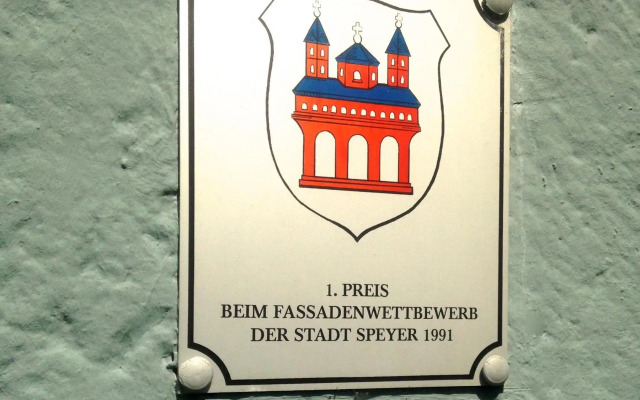 1. PREIS
BEIM FASSADENWETTBEWERB
DER STADT SPEYER 1991